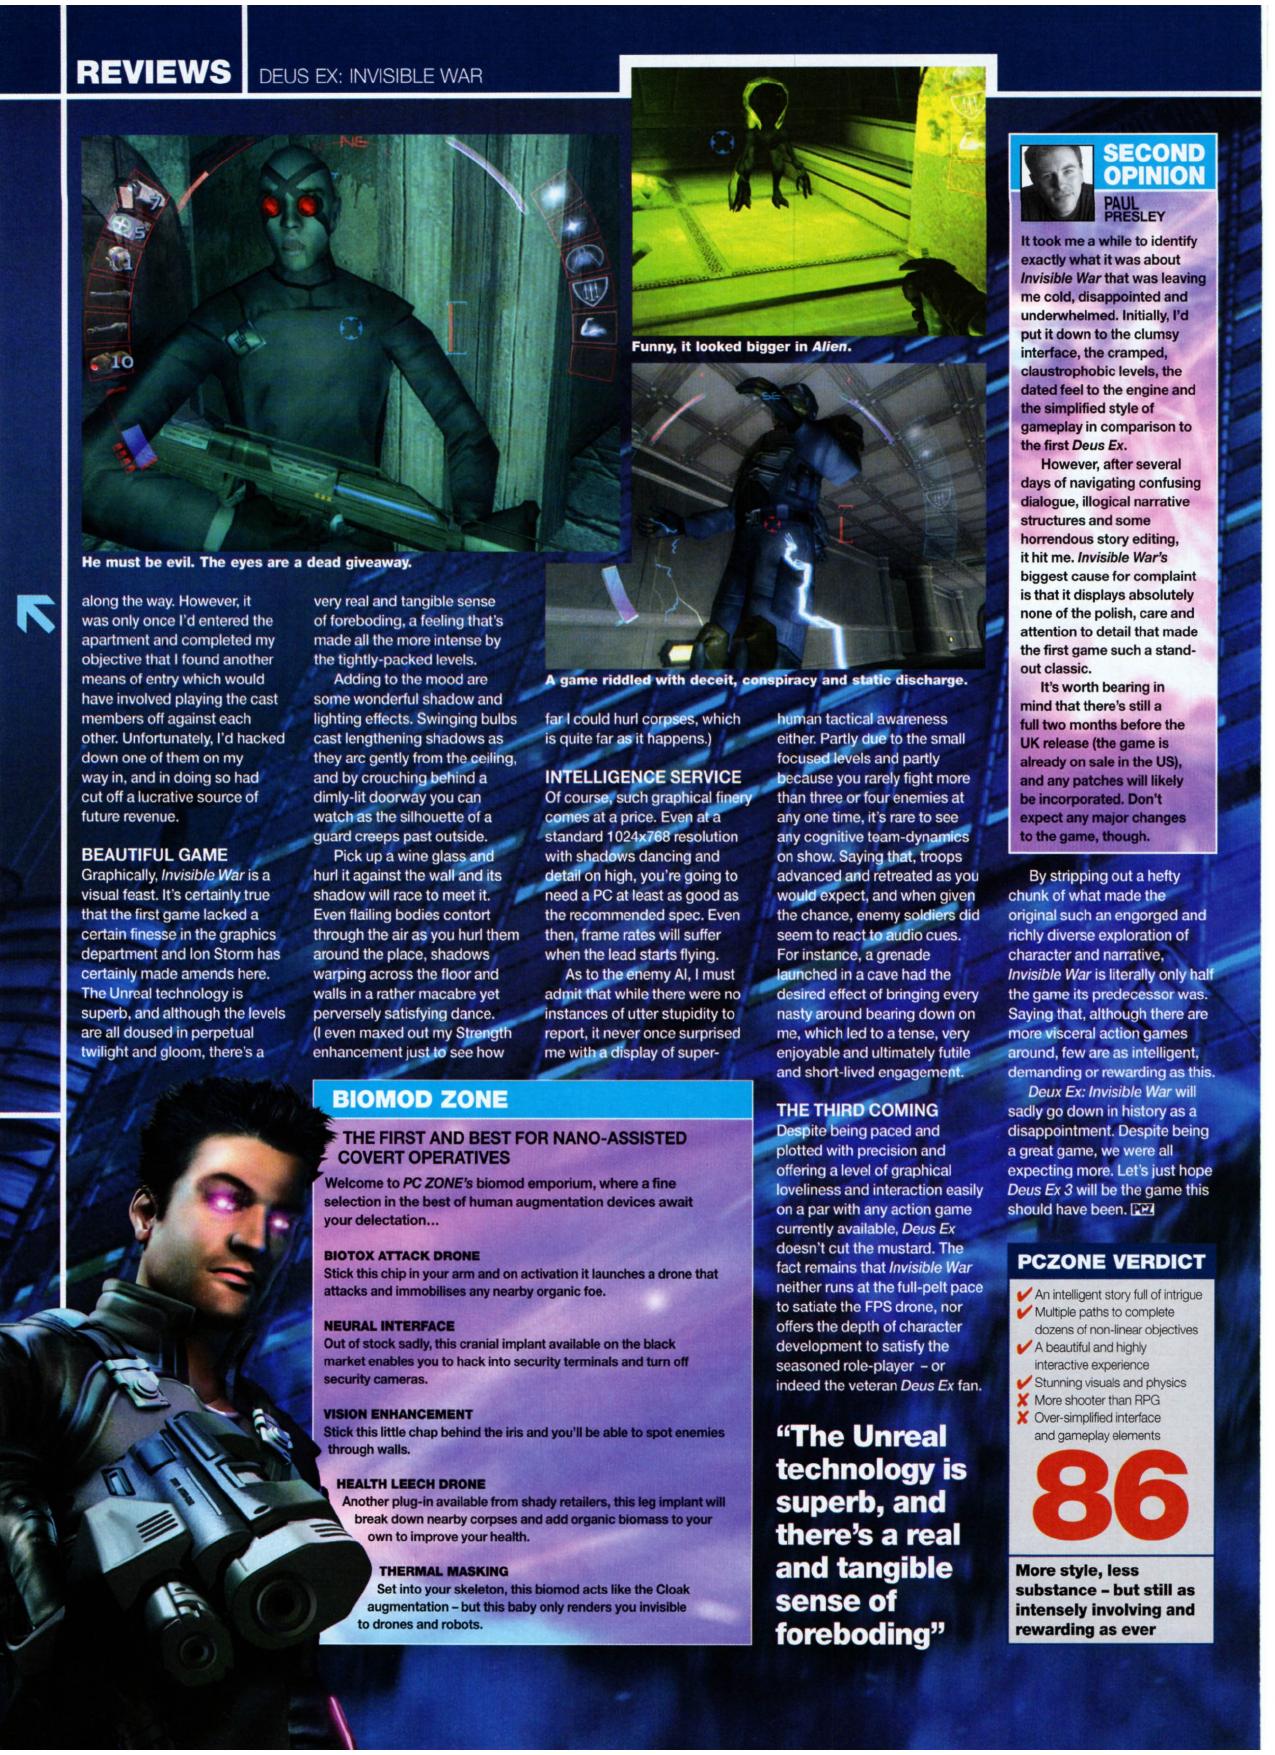 REVIEWS
DEUS EX: INVISIBLE WAR
He must be evil. The eyes are a dead giveaway.
Funny, it looked bigger in Alien.
A game riddled with deceit, conspiracy and static discharge.
along the way. However, it
was only once I'd entered the
apartment and completed my
objective that I found another
means of entry which would
have involved playing the cast
members off against each
other. Unfortunately, I'd hacked
down one of them on my
way in, and in doing so had
cut off a lucrative source of
future revenue.
BEAUTIFUL GAME
Graphically, Invisible War is a
visual feast. It's certainly true
that the first game lacked a
certain finesse in the graphics
department and Ion Storm has
certainly made amends here.
The Unreal technology is
superb, and although the levels
are all doused in perpetual
twilight and gloom, there's a
very real and tangible sense
of foreboding, a feeling that's
made all the more intense by
the tightly-packed levels.
Adding to the mood are
some wonderful shadow and
lighting effects. Swinging bulbs
cast lengthening shadows as
they arc gently from the ceiling,
and by crouching behind a
dimly-lit doorway you can
watch as the silhouette of a
guard creeps past outside.
Pick up a wine glass and
hurl it against the wall and its
shadow will race to meet it.
Even flailing bodies contort
through the air as you hurl them
around the place, shadows
warping across the floor and
walls in a rather macabre yet
perversely satisfying dance.
(I even maxed out my Strength
enhancement just to see how
far I could hurl corpses, which
is quite far as it happens.)
INTELLIGENCE SERVICE
Of course, such graphical finery
comes at a price. Even at a
standard 1024x768 resolution
with shadows dancing and
detail on high, you're going to
need a PC at least as good as
the recommended spec. Even
then, frame rates will suffer
when the lead starts flying.
As to the enemy AI, I must
admit that while there were no
instances of utter stupidity to
report, it never once surprised
me with a display of super-
human tactical awareness
either. Partly due to the small
focused levels and partly
because you rarely fight more
than three or four enemies at
any one time, it's rare to see
any cognitive team-dynamics
on show. Saying that, troops
advanced and retreated as you
would expect, and when given
the chance, enemy soldiers did
seem to react to audio cues.
For instance, a grenade
launched in a cave had the
desired effect of bringing every
nasty around bearing down on
me, which led to a tense, very
enjoyable and ultimately futile
and short-lived engagement.
THE THIRD COMING
Despite being paced and
plotted with precision and
offering a level of graphical
loveliness and interaction easily
on a par with any action game
currently available, Deus Ex
doesn't cut the mustard. The
fact remains that Invisible War
neither runs at the full-pelt pace
to satiate the FPS drone, nor
offers the depth of character
development to satisfy the
seasoned role-player – or
indeed the veteran Deus Ex fan.
"The Unreal
technology is
superb, and
there's a real
and tangible
sense of
foreboding"
SECOND
OPINION
PAUL
PRESLEY
It took me a while to identify
exactly what it was about
Invisible War that was leaving
me cold, disappointed and
underwhelmed. Initially, I'd
put it down to the clumsy
interface, the cramped,
claustrophobic levels, the
dated feel to the engine and
the simplified style of
gameplay in comparison to
the first Deus Ex.
However, after several
days of navigating confusing
dialogue, illogical narrative
structures and some
horrendous story editing,
it hit me. Invisible War's
biggest cause for complaint
is that it displays absolutely
none of the polish, care and
attention to detail that made
the first game such a stand-
out classic.
It's worth bearing in
mind that there's still a
full two months before the
UK release (the game is
already on sale in the US),
and any patches will likely
be incorporated. Don't
expect any major changes
to the game, though.
By stripping out a hefty
chunk of what made the
original such an engorged and
richly diverse exploration of
character and narrative,
Invisible War is literally only half
the game its predecessor was.
Saying that, although there are
more visceral action games
around, few are as intelligent,
demanding or rewarding as this.
Deux Ex: Invisible War will
sadly go down in history as a
disappointment. Despite being
a great game, we were all
expecting more. Let's just hope
Deus Ex 3 will be the game this
should have been. PCZ
BIOMOD ZONE
THE FIRST AND BEST FOR NANO-ASSISTED
COVERT OPERATIVES
Welcome to PC ZONE's biomod emporium, where a fine
selection in the best of human augmentation devices await
your delectation...
BIOTOX ATTACK DRONE
Stick this chip in your arm and on activation it launches a drone that
attacks and immobilises any nearby organic foe.
NEURAL INTERFACE
Out of stock sadly, this cranial implant available on the black
market enables you to hack into security terminals and turn off
security cameras.
VISION ENHANCEMENT
Stick this little chap behind the iris and you'll be able to spot enemies
through walls.
HEALTH LEECH DRONE
Another plug-in available from shady retailers, this leg implant will
break down nearby corpses and add organic biomass to your
own to improve your health.
THERMAL MASKING
Set into your skeleton, this biomod acts like the Cloak
augmentation – but this baby only renders you invisible
to drones and robots.
PCZONE VERDICT
✔ An intelligent story full of intrigue
✔ Multiple paths to complete
dozens of non-linear objectives
✔ A beautiful and highly
interactive experience
✔ Stunning visuals and physics
✘ More shooter than RPG
✘ Over-simplified interface
and gameplay elements
86
More style, less
substance – but still as
intensely involving and
rewarding as ever
NE
5
1
10
SE